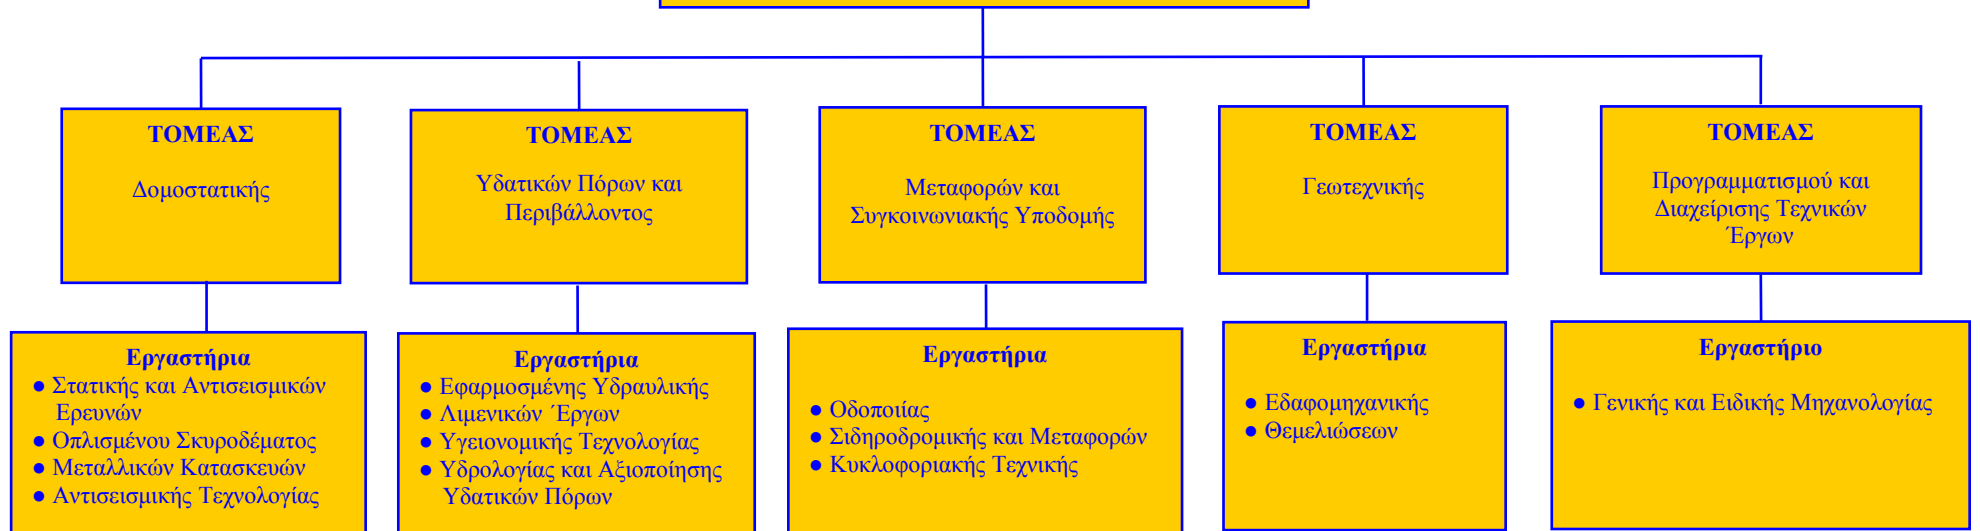 ΤΟΜΕΑΣ
Δομοστατικής
ΤΟΜΕΑΣ
Υδατικών Πόρων και
Περιβάλλοντος
ΤΟΜΕΑΣ
Μεταφορών και
Συγκοινωνιακής Υποδομής
ΤΟΜΕΑΣ
Γεωτεχνικής
ΤΟΜΕΑΣ
Προγραμματισμού και
Διαχείρισης Τεχνικών
Έργων
Εργαστήρια
● Στατικής και Αντισεισμικών
Ερευνών
● Οπλισμένου Σκυροδέματος
● Μεταλλικών Κατασκευών
● Αντισεισμικής Τεχνολογίας
Εργαστήρια
● Εφαρμοσμένης Υδραυλικής
● Λιμενικών Έργων
● Υγειονομικής Τεχνολογίας
● Υδρολογίας και Αξιοποίησης
Υδατικών Πόρων
Εργαστήρια
● Οδοποιίας
● Σιδηροδρομικής και Μεταφορών
● Κυκλοφοριακής Τεχνικής
Εργαστήρια
● Εδαφομηχανικής
● Θεμελιώσεων
Εργαστήριο
● Γενικής και Ειδικής Μηχανολογίας